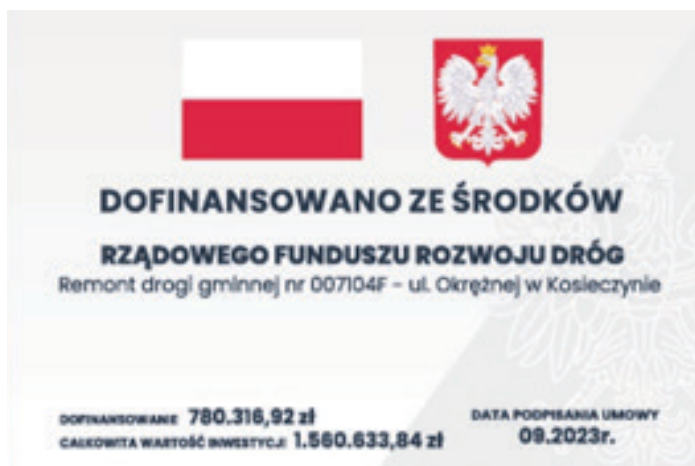 DOFINANSOWANO ZE ŚRODKÓW
RZĄDOWEGO FUNDUSZU ROZWOJU DRÓG
Remont drogi gminnej nr 007104F - ul. Okrężnej w Kosieczynie
DOFINANSOWANIE 780.316,92 zł
CAŁKOWITA WARTOŚĆ INWESTYCJI 1.560.633,84 zł
DATA PODPISANIA UMOWY
09.2023r.